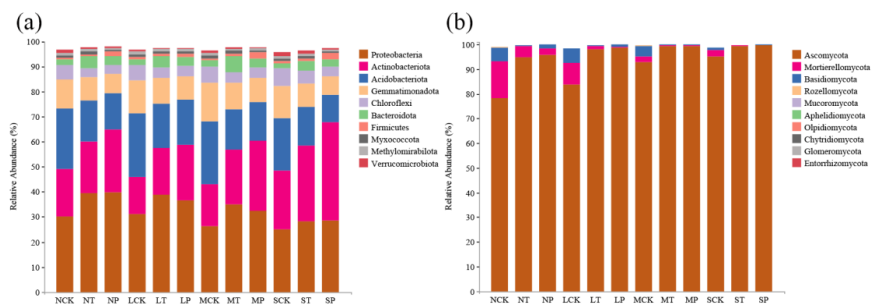 (a)
100
90
80
70
60
50
40
30
20
10
0
Relative Abundance (%)
NCK NT NP LCK LT LP MCK MT MP SCK ST SP
Proteobacteria
Actinobacteriota
Acidobacteriota
Gemmatimonadota
Chloroflexi
Bacteroidota
Firmicutes
Myxococcota
Methylomirabilota
Verrucomicrobiota
(b)
100
90
80
70
60
50
40
30
20
10
0
Relative Abundance (%)
NCK NT NP LCK LT LP MCK MT MP SCK ST SP
Ascomycota
Mortierellomycota
Basidiomycota
Rozellomycota
Mucoromycota
Aphelidiomycota
Olpidiomycota
Chytridiomycota
Glomeromycota
Entorrhizomycota